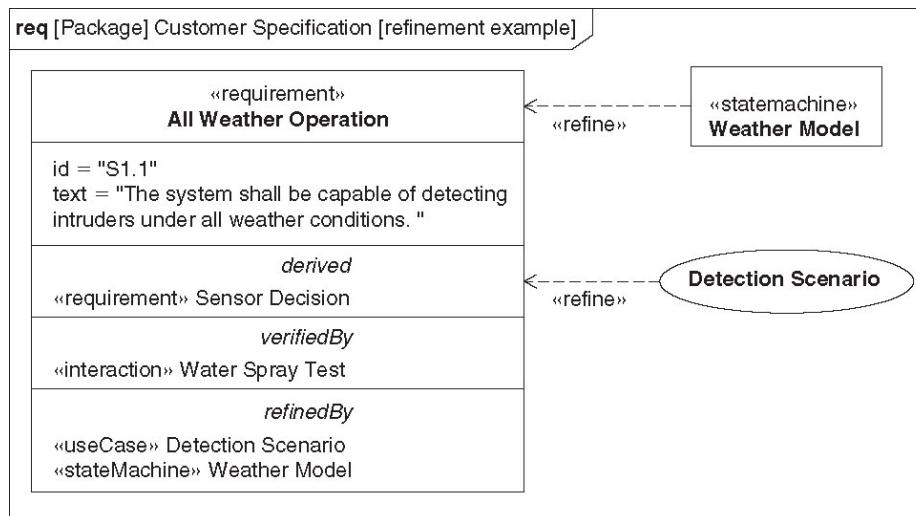 req [Package] Customer Specification [refinement example]
«requirement»
All Weather Operation
id = "S1.1"
text = "The system shall be capable of detecting
intruders under all weather conditions. "
derived
«requirement» Sensor Decision
verifiedBy
«interaction» Water Spray Test
refinedBy
«useCase» Detection Scenario
«stateMachine» Weather Model
«refine»
«statemachine»
Weather Model
«refine»
Detection Scenario